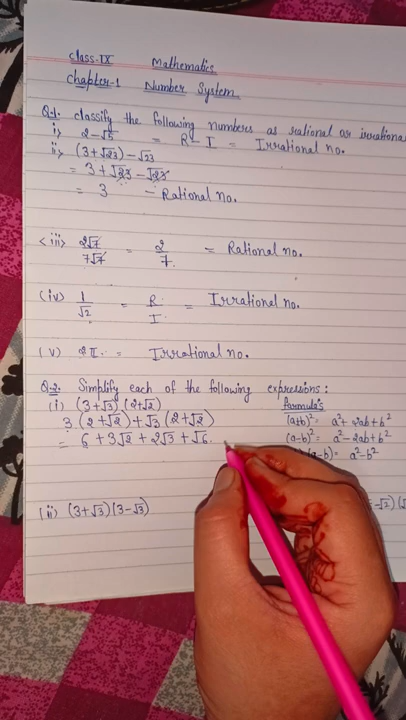 Class-IX Mathematics
Chapter-1 Number System
Q.1. Classify the following numbers as rational or irrational
i) 2-√5 = R-I = Irrational no.
ii) (3+√23)-√23
= 3+√23-√23
= 3 - Rational no.
(iii) 2√7/7√7 = 2/7 = Rational no.
(iv) 1/√2 = R/I = Irrational no.
(v) 2π = Irrational no.
Q.2. Simplify each of the following expressions:
(i) (3+√3)(2+√2)
3(2+√2)+√3(2+√2)
= 6+3√2+2√3+√6.
Formula's
(a+b)² = a²+2ab+b²
(a-b)² = a²-2ab+b²
(a-b) = a²-b²
(ii) (3+√3)(3-√3)
-√2)(√